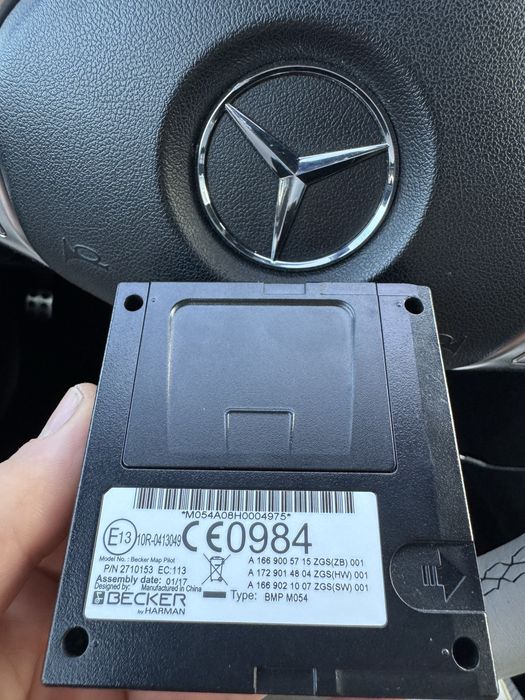 *M054A08H0004975*
E13 10R-0413049 CE0984
Model No.: Becker Map Pilot
P/N 2710153 EC:113
Assembly date: 01/17
Designed by: Manufactured in China
BECKER
by HARMAN
A 166 900 57 15 ZGS(ZB) 001
A 172 901 48 04 ZGS(HW) 001
A 166 902 10 07 ZGS(SW) 001
Type: BMP M054